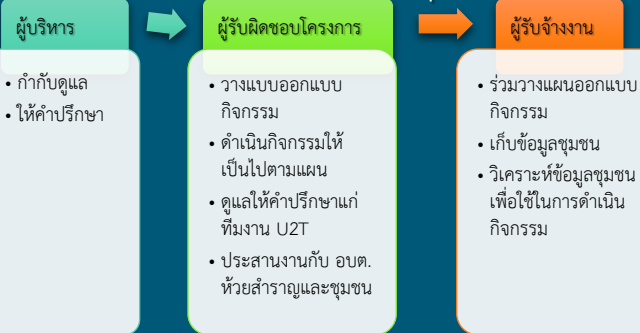 ผู้บริหาร
• กำกับดูแล
• ให้คำปรึกษา
ผู้รับผิดชอบโครงการ
• วางแบบออกแบบ
กิจกรรม
• ดำเนินกิจกรรมให้
เป็นไปตามแผน
• ดูแลให้คำปรึกษาแก่
ทีมงาน U2T
• ประสานงานกับ อบต.
ห้วยสำราญและชุมชน
ผู้รับจ้างงาน
• ร่วมวางแผนออกแบบ
กิจกรรม
• เก็บข้อมูลชุมชน
• วิเคราะห์ข้อมูลชุมชน
เพื่อใช้ในการดำเนิน
กิจกรรม